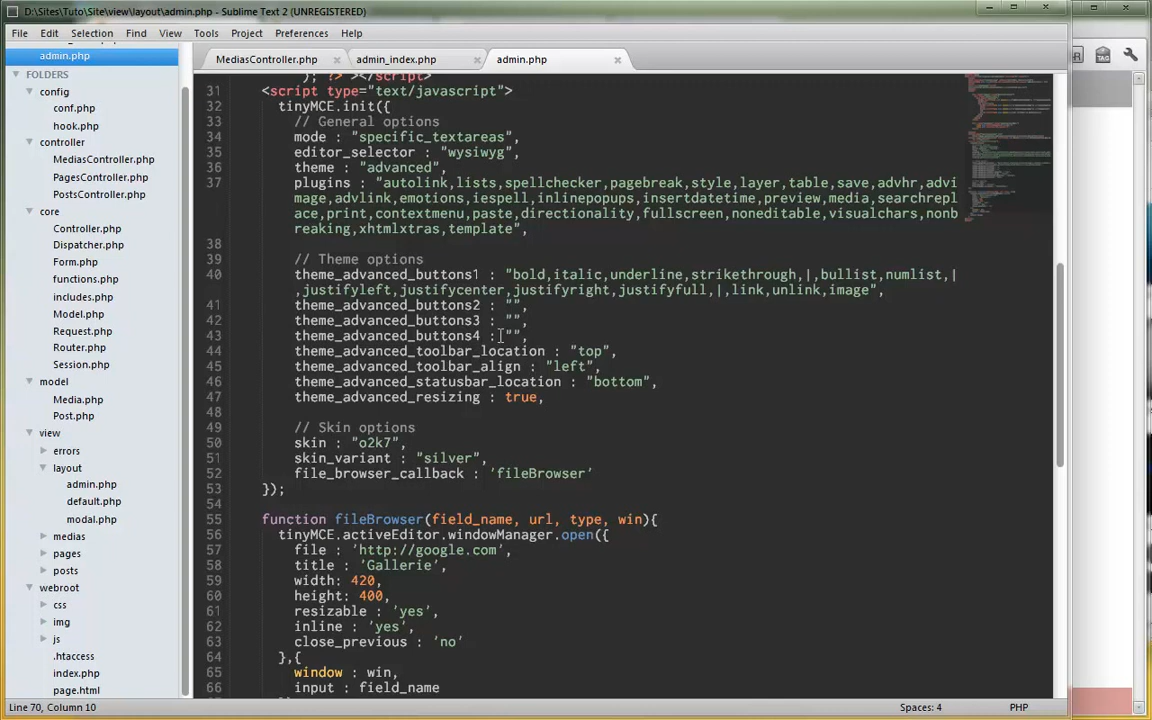 D:\Sites\Tuto\Site\view\layout\admin.php - Sublime Text 2 (UNREGISTERED)
File Edit Selection Find View Tools Project Preferences Help
admin.php
FOLDERS
config
conf.php
hook.php
controller
MediasController.php
PagesController.php
PostsController.php
core
Controller.php
Dispatcher.php
Form.php
functions.php
includes.php
Model.php
Request.php
Router.php
Session.php
model
Media.php
Post.php
view
errors
layout
admin.php
default.php
modal.php
medias
pages
posts
webroot
css
img
js
.htaccess
index.php
page.html
MediasController.php
admin_index.php
admin.php
); ?> ></script>
31 <script type="text/javascript">
32 tinyMCE.init({
33 // General options
34 mode : "specific_textareas",
35 editor_selector : "wysiwyg",
36 theme : "advanced",
37 plugins : "autolink,lists,spellchecker,pagebreak,style,layer,table,save,advhr,advi
mage,advlink,emotions,iespell,inlinepopups,insertdatetime,preview,media,searchrepl
ace,print,contextmenu,paste,directionality,fullscreen,noneditable,visualchars,nonb
reaking,xhtmlxtras,template",
38
39 // Theme options
40 theme_advanced_buttons1 : "bold,italic,underline,strikethrough,|,bullist,numlist,|
,justifyleft,justifycenter,justifyright,justifyfull,|,link,unlink,image",
41 theme_advanced_buttons2 : "",
42 theme_advanced_buttons3 : "",
43 theme_advanced_buttons4 : "",
44 theme_advanced_toolbar_location : "top",
45 theme_advanced_toolbar_align : "left",
46 theme_advanced_statusbar_location : "bottom",
47 theme_advanced_resizing : true,
48
49 // Skin options
50 skin : "o2k7",
51 skin_variant : "silver",
52 file_browser_callback : 'fileBrowser'
53 });
54
55 function fileBrowser(field_name, url, type, win){
56 tinyMCE.activeEditor.windowManager.open({
57 file : 'http://google.com',
58 title : 'Gallerie',
59 width: 420,
60 height: 400,
61 resizable : 'yes',
62 inline : 'yes',
63 close_previous : 'no'
64 },{
65 window : win,
66 input : field_name
Line 70, Column 10
Spaces: 4
PHP